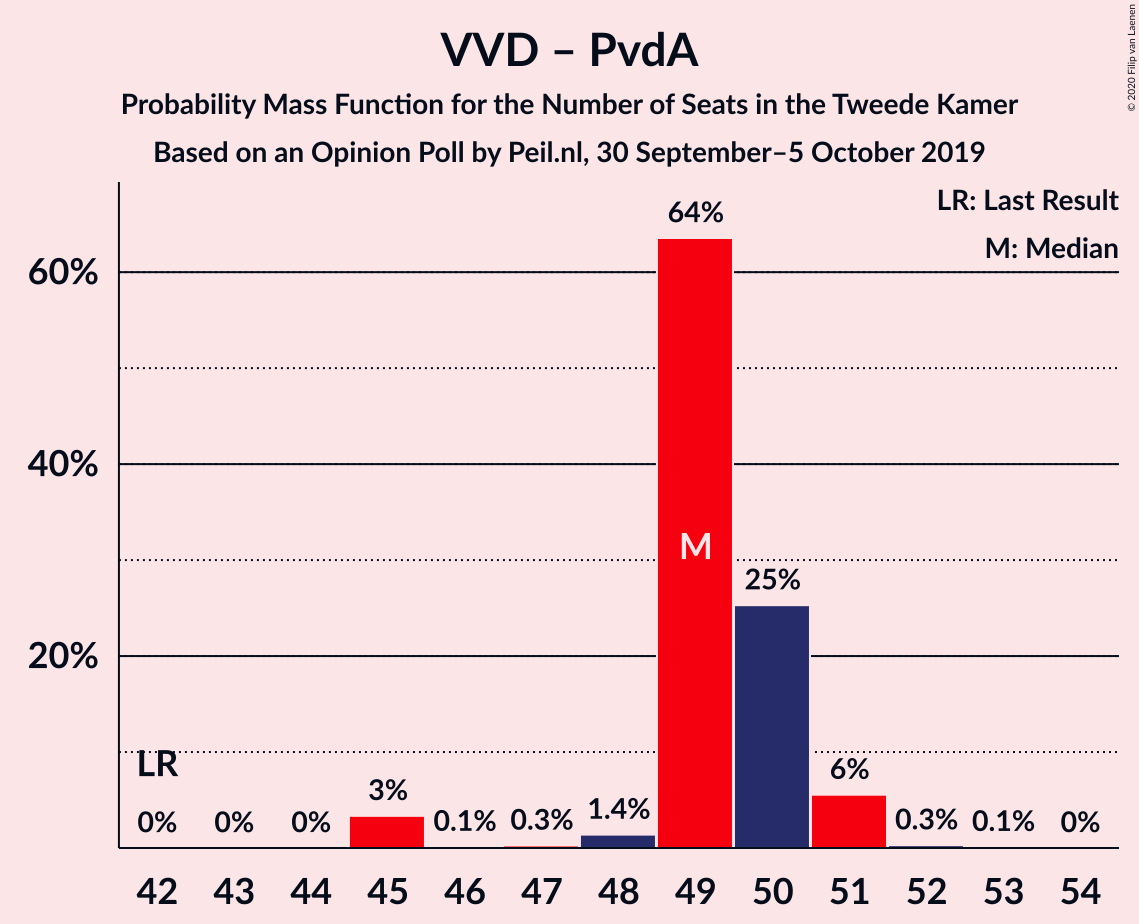 VVD – PvdA
Probability Mass Function for the Number of Seats in the Tweede Kamer
Based on an Opinion Poll by Peil.nl, 30 September–5 October 2019
© 2020 Filip van Laenen
LR: Last Result
M: Median
64%
60%
40%
M
25%
20%
LR
6%
3%
1.4%
0% 0% 0% 0.1% 0.3% 0.3% 0.1% 0%
42 43 44 45 46 47 48 49 50 51 52 53 54